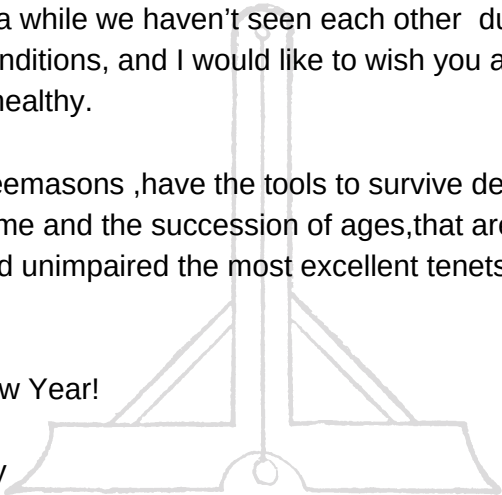 a while we haven’t seen each other du
nditions, and I would like to wish you a
healthy.
eemasons ,have the tools to survive de
me and the succession of ages,that are
d unimpaired the most excellent tenets
w Year!
y